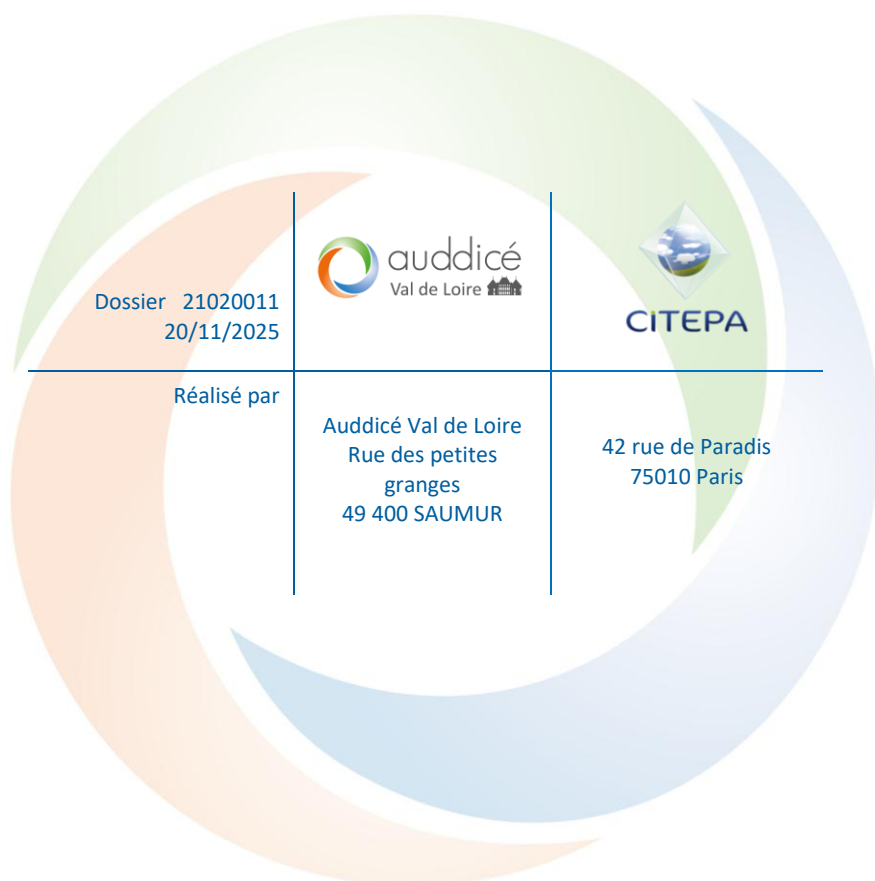 Dossier 21020011
20/11/2025
auddicé
Val de Loire
CITEPA
Réalisé par
Auddicé Val de Loire
Rue des petites
granges
49 400 SAUMUR
42 rue de Paradis
75010 Paris